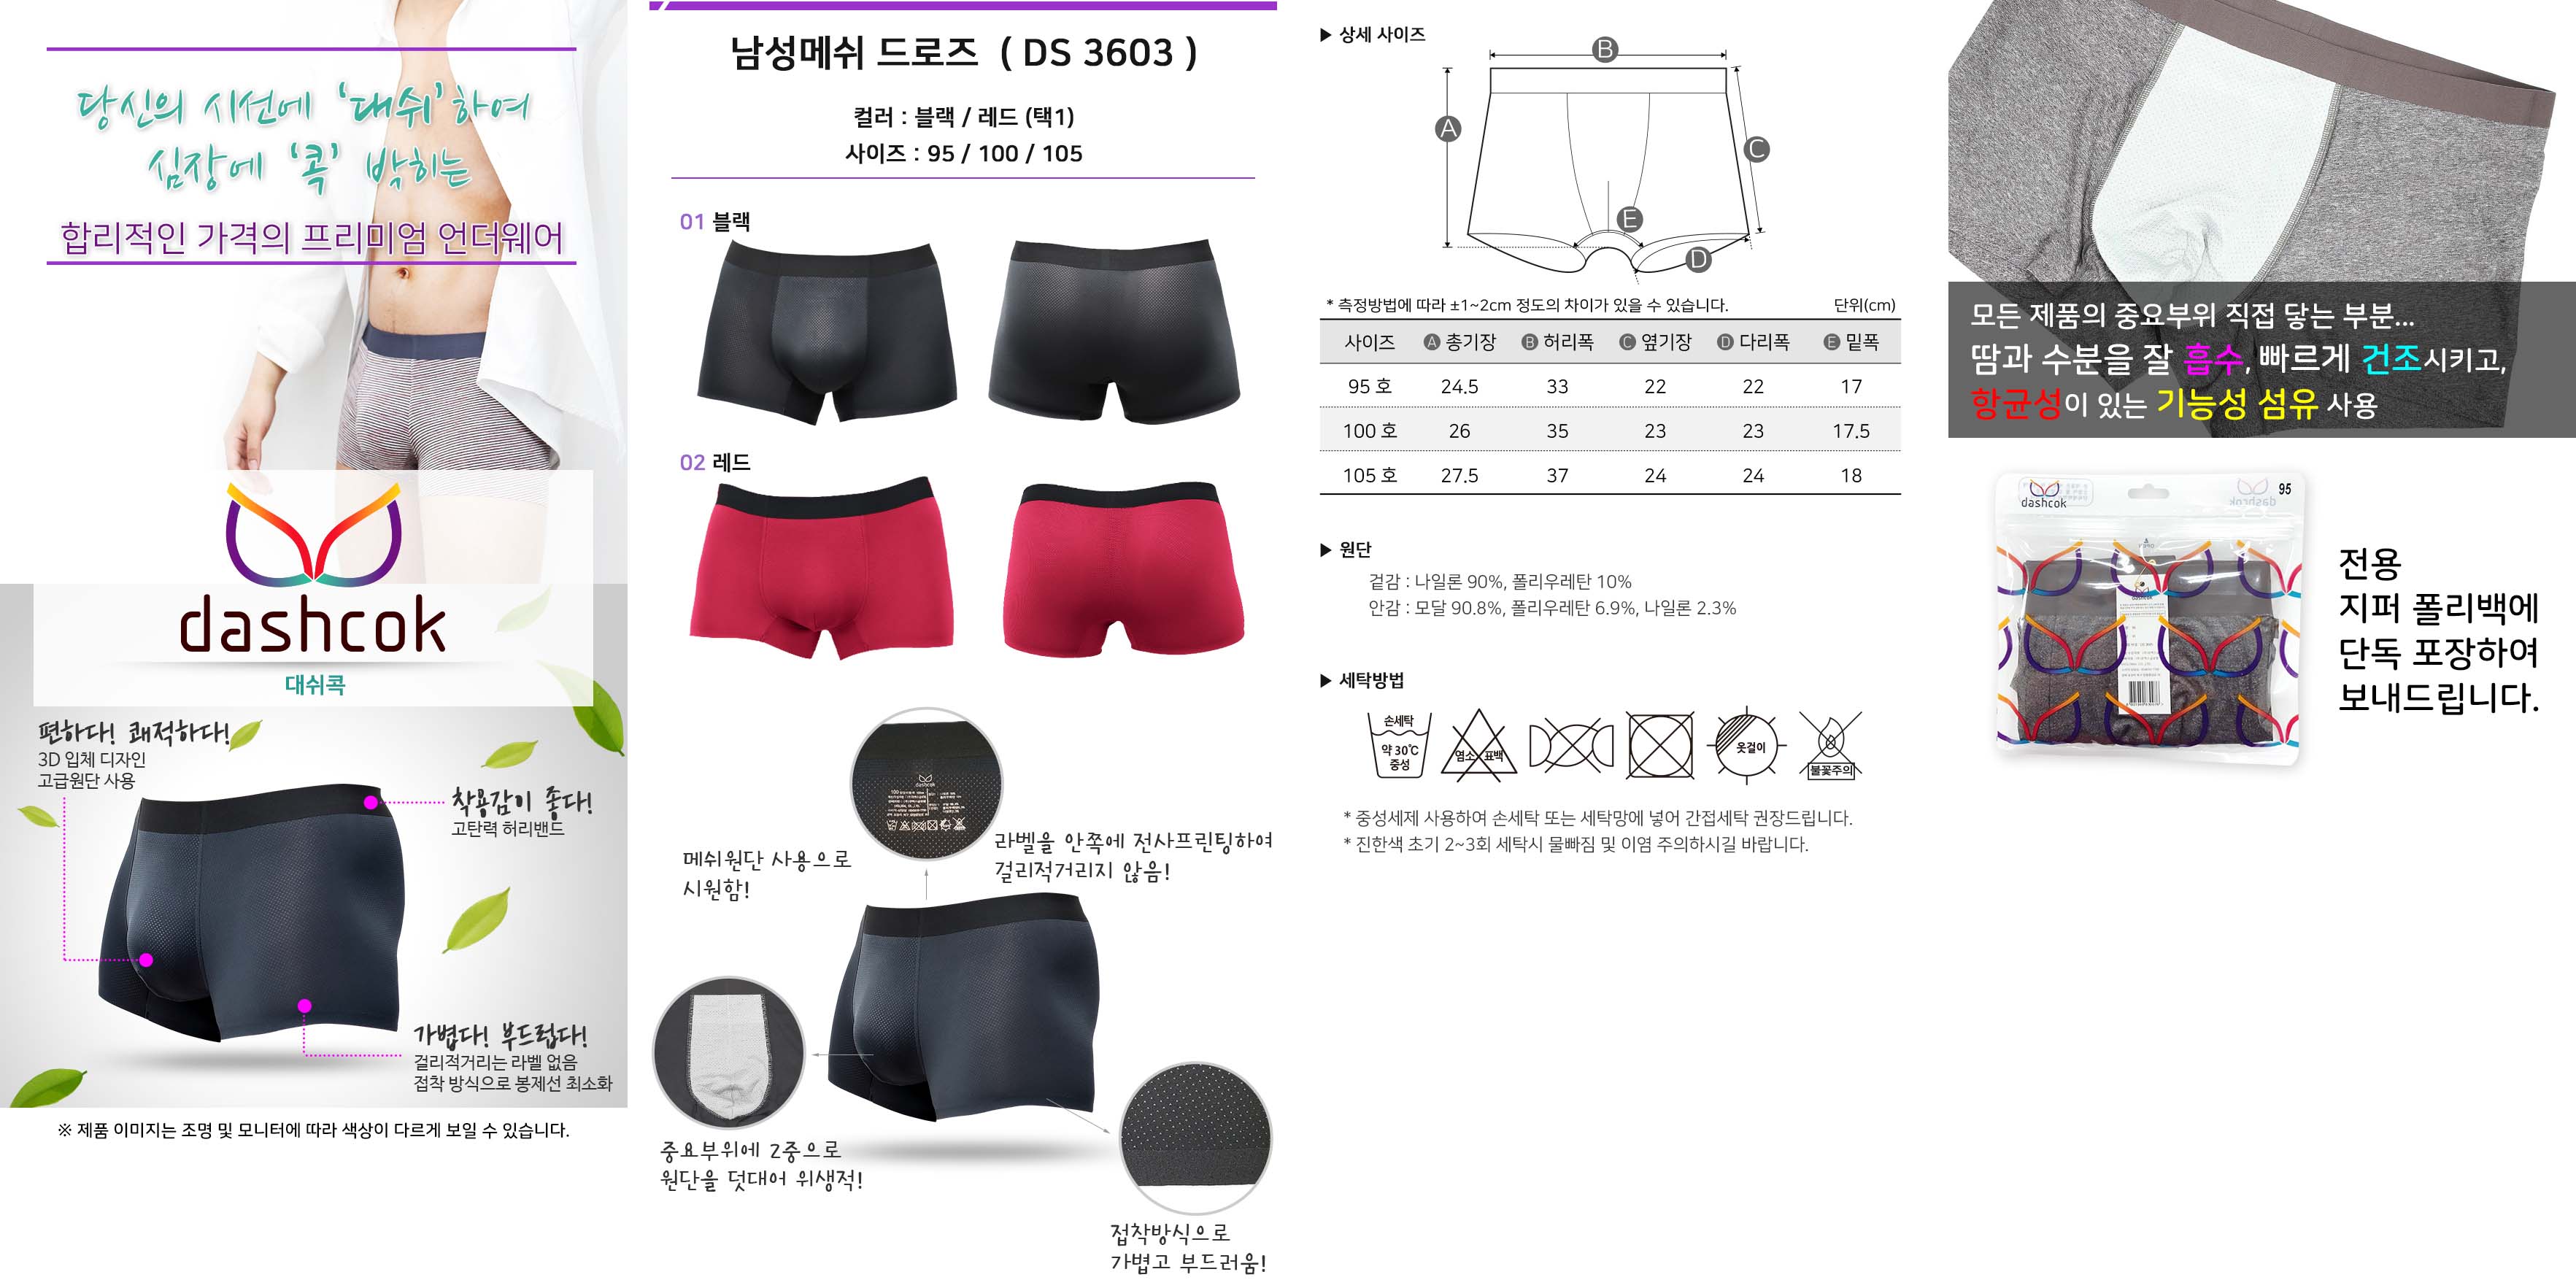 당신의 시선에 '대쉬'하여
심장에 '콕' 박히는
합리적인 가격의 프리미엄 언더웨어
dashcok
대쉬콕
편하다! 쾌적하다!
3D 입체 디자인
고급원단 사용
착용감이 좋다!
고탄력 허리밴드
가볍다! 부드럽다!
걸리적거리는 라벨 없음
접착 방식으로 봉제선 최소화
※ 제품 이미지는 조명 및 모니터에 따라 색상이 다르게 보일 수 있습니다.
남성메쉬 드로즈 ( DS 3603 )
컬러 : 블랙 / 레드 (택1)
사이즈 : 95 / 100 / 105
01 블랙
02 레드
dashcok
메쉬원단 사용으로
시원함!
라벨을 안쪽에 전사프린팅하여
걸리적거리지 않음!
중요부위에 2중으로
원단을 덧대어 위생적!
접착방식으로
가볍고 부드러움!
▶ 상세 사이즈
B
A
C
E
D
* 측정방법에 따라 ±1~2cm 정도의 차이가 있을 수 있습니다. 단위(cm)
사이즈 A 총기장 B 허리폭 C 옆기장 D 다리폭 E 밑폭
95 호 24.5 33 22 22 17
100 호 26 35 23 23 17.5
105 호 27.5 37 24 24 18
▶ 원단
겉감 : 나일론 90%, 폴리우레탄 10%
안감 : 모달 90.8%, 폴리우레탄 6.9%, 나일론 2.3%
▶ 세탁방법
손세탁
약 30℃
중성
염소 표백
옷걸이
불꽃주의
* 중성세제 사용하여 손세탁 또는 세탁망에 넣어 간접세탁 권장드립니다.
* 진한색 초기 2~3회 세탁시 물빠짐 및 이염 주의하시길 바랍니다.
모든 제품의 중요부위 직접 닿는 부분...
땀과 수분을 잘 흡수, 빠르게 건조시키고,
항균성이 있는 기능성 섬유 사용
dashcok
95
dashcok
전용
지퍼 폴리백에
단독 포장하여
보내드립니다.